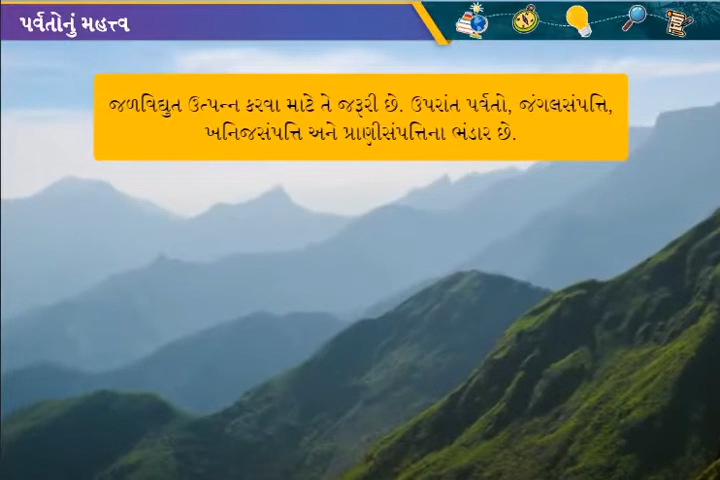 પર્વતોનું મહત્ત્વ
જળવિદ્યુત ઉત્પન્ન કરવા માટે તે જરૂરી છે. ઉપરાંત પર્વતો, જંગલસંપત્તિ,
ખનિજસંપત્તિ અને પ્રાણીસંપત્તિના ભંડાર છે.